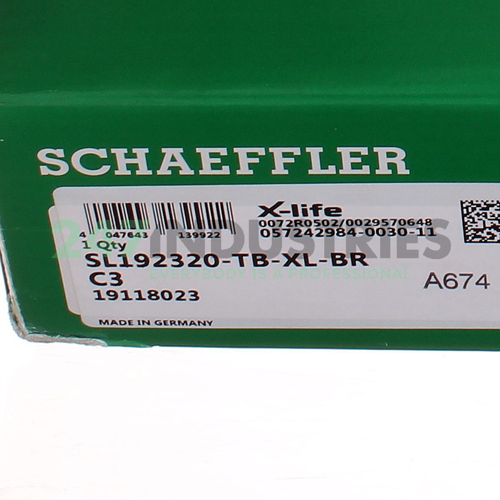 SCHAEFFLER
X-life
0072R0502/0029570648
057242984-0030-11
4 047643 139922
1 Qty
SL192320-TB-XL-BR
C3
A674
19118023
MADE IN GERMANY
INDUSTRIES